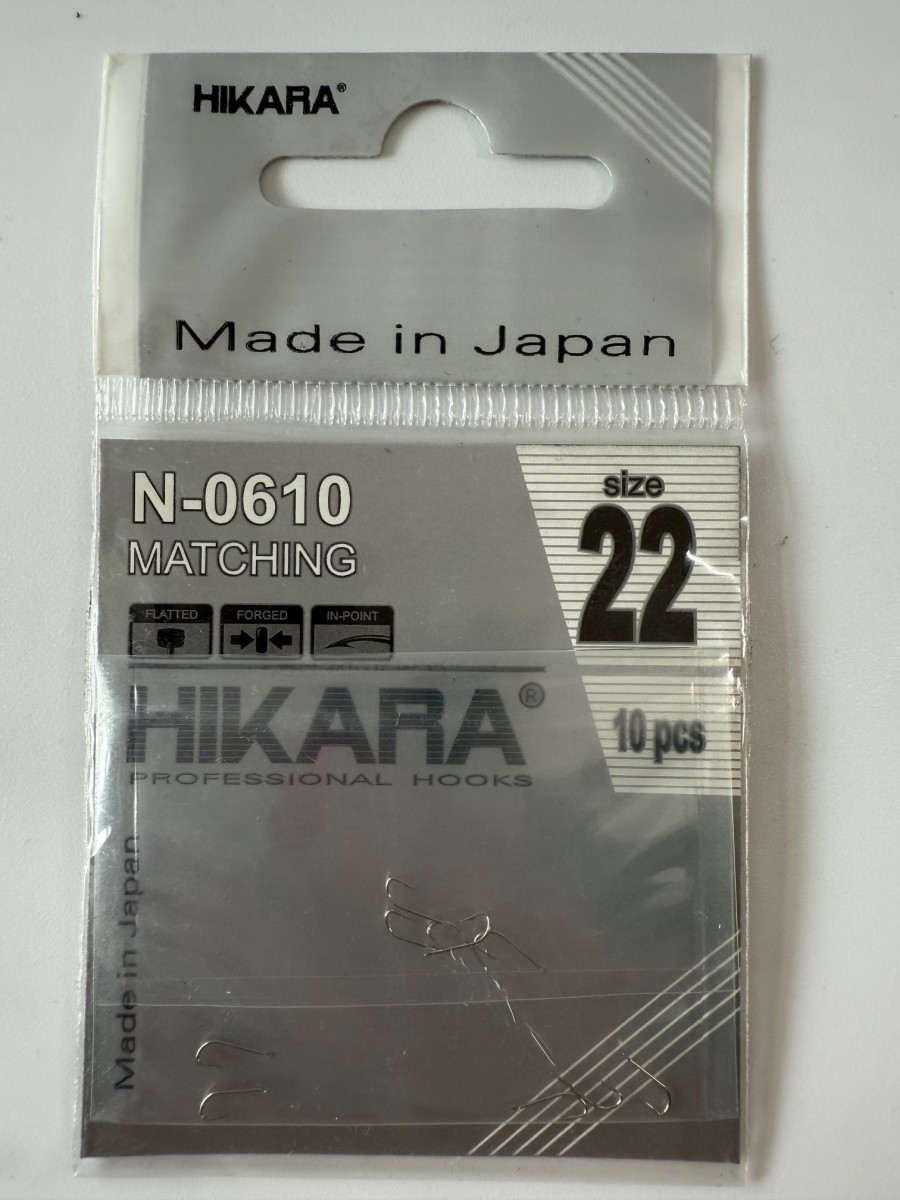 HIKARA®
Made in Japan
N-0610
MATCHING
size
22
FLATTED FORGED IN-POINT
HIKARA®
10 pcs
PROFESSIONAL HOOKS
Made in Japan